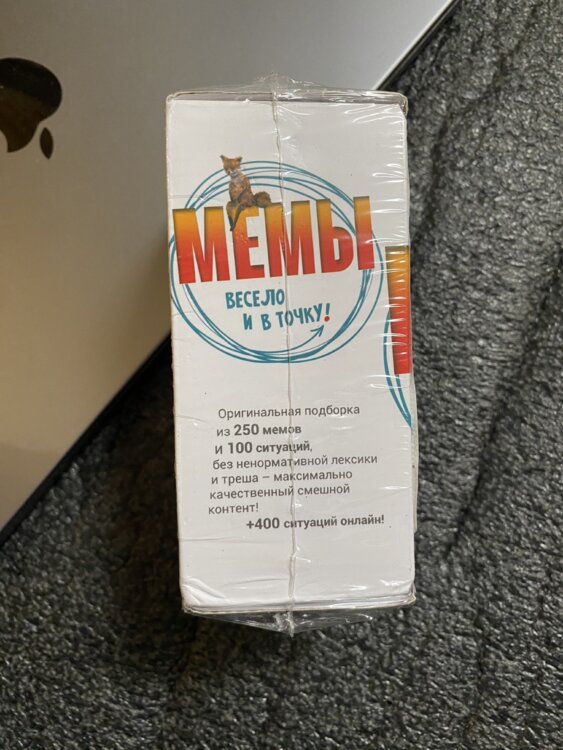 МЕМЫ
ВЕСЕЛО
И В ТОЧКУ!
Оригинальная подборка
из 250 мемов
и 100 ситуаций,
без ненормативной лексики
и треша – максимально
качественный смешной
контент!
+400 ситуаций онлайн!